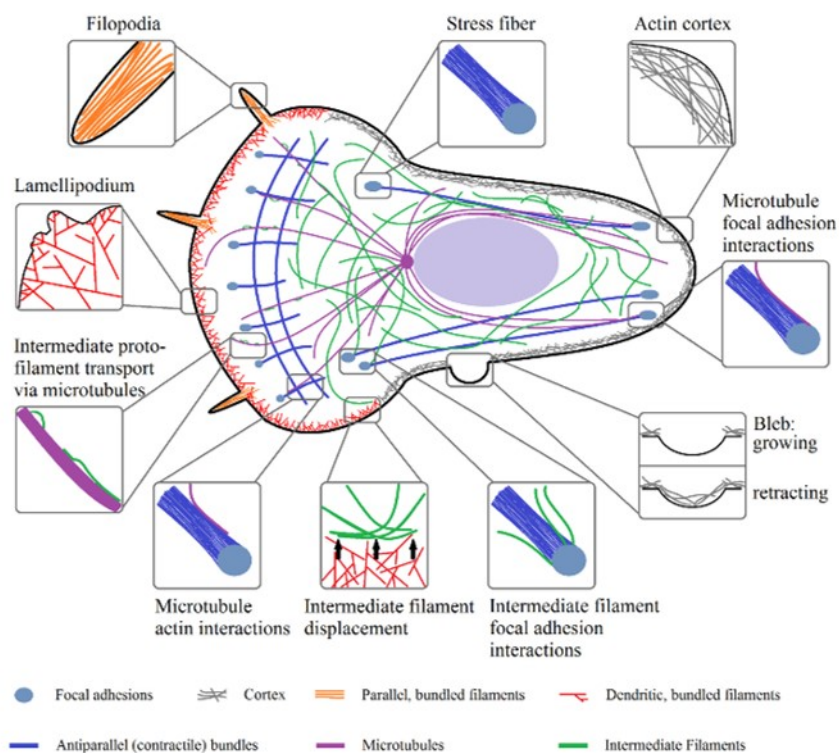 Filopodia
Stress fiber
Actin cortex
Lamellipodium
Microtubule
focal adhesion
interactions
Intermediate proto-
filament transport
via microtubules
Bleb:
growing
retracting
Microtubule
actin interactions
Intermediate filament
displacement
Intermediate filament
focal adhesion
interactions
Focal adhesions
Cortex
Parallel, bundled filaments
Dendritic, bundled filaments
Antiparallel (contractile) bundles
Microtubules
Intermediate Filaments